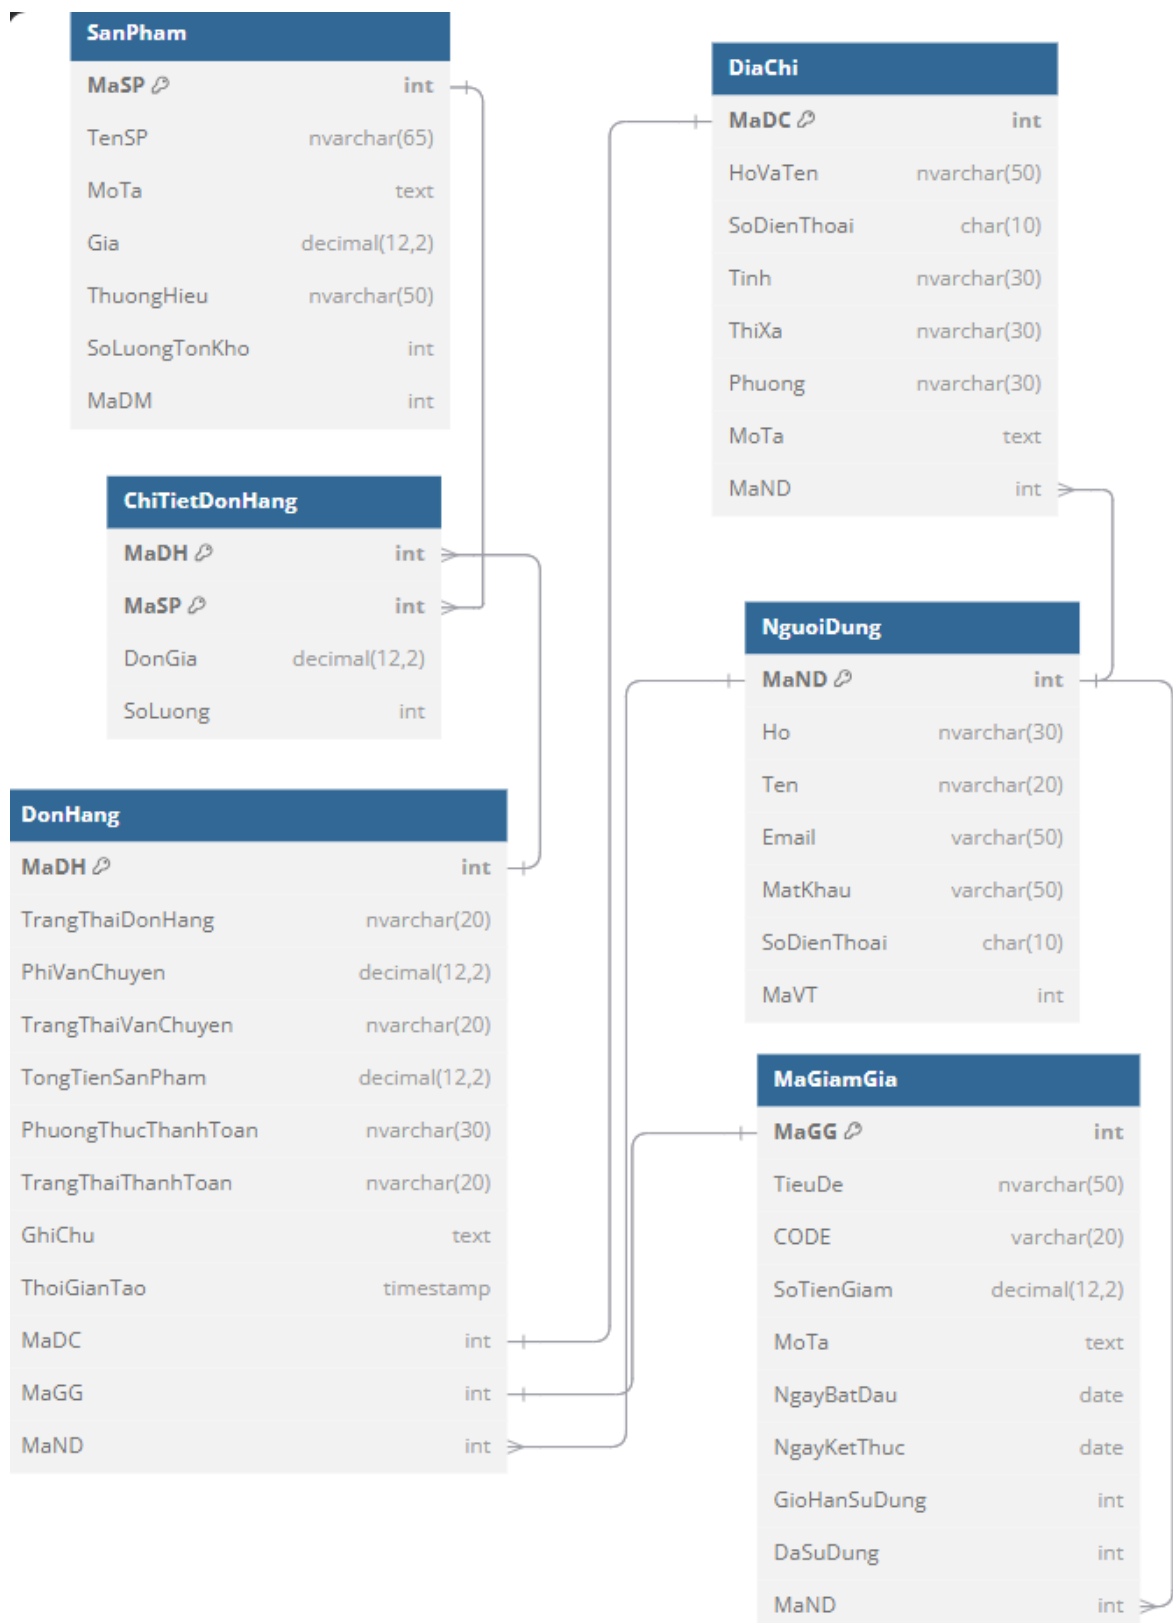 SanPham
MaSP int
TenSP nvarchar(65)
MoTa text
Gia decimal(12,2)
ThuongHieu nvarchar(50)
SoLuongTonKho int
MaDM int
ChiTietDonHang
MaDH int
MaSP int
DonGia decimal(12,2)
SoLuong int
DonHang
MaDH int
TrangThaiDonHang nvarchar(20)
PhiVanChuyen decimal(12,2)
TrangThaiVanChuyen nvarchar(20)
TongTienSanPham decimal(12,2)
PhuongThucThanhToan nvarchar(30)
TrangThaiThanhToan nvarchar(20)
GhiChu text
ThoiGianTao timestamp
MaDC int
MaGG int
MaND int
DiaChi
MaDC int
HoVaTen nvarchar(50)
SoDienThoai char(10)
Tinh nvarchar(30)
ThiXa nvarchar(30)
Phuong nvarchar(30)
MoTa text
MaND int
NguoiDung
MaND int
Ho nvarchar(30)
Ten nvarchar(20)
Email varchar(50)
MatKhau varchar(50)
SoDienThoai char(10)
MaVT int
MaGiamGia
MaGG int
TieuDe nvarchar(50)
CODE varchar(20)
SoTienGiam decimal(12,2)
MoTa text
NgayBatDau date
NgayKetThuc date
GioHanSuDung int
DaSuDung int
MaND int